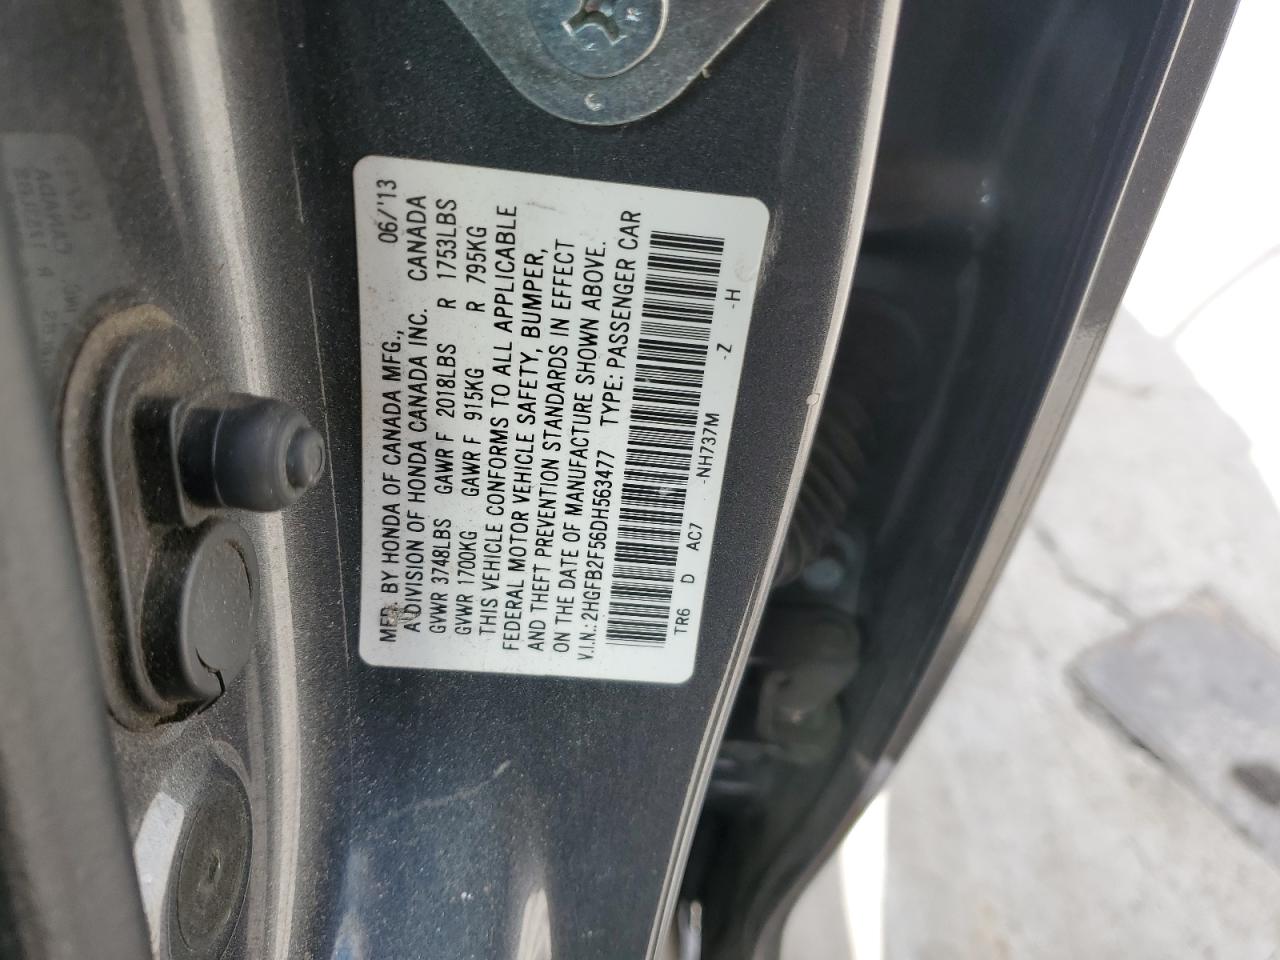 MFD. BY HONDA OF CANADA MFG., 06/'13
A DIVISION OF HONDA CANADA INC. CANADA
GVWR 3748LBS GAWR F 2018LBS R 1753LBS
GVWR 1700KG GAWR F 915KG R 795KG
THIS VEHICLE CONFORMS TO ALL APPLICABLE
FEDERAL MOTOR VEHICLE SAFETY, BUMPER,
AND THEFT PREVENTION STANDARDS IN EFFECT
ON THE DATE OF MANUFACTURE SHOWN ABOVE.
V.I.N.: 2HGFB2F56DH563477 TYPE: PASSENGER CAR
TR6 D AC7 -NH737M -Z -H